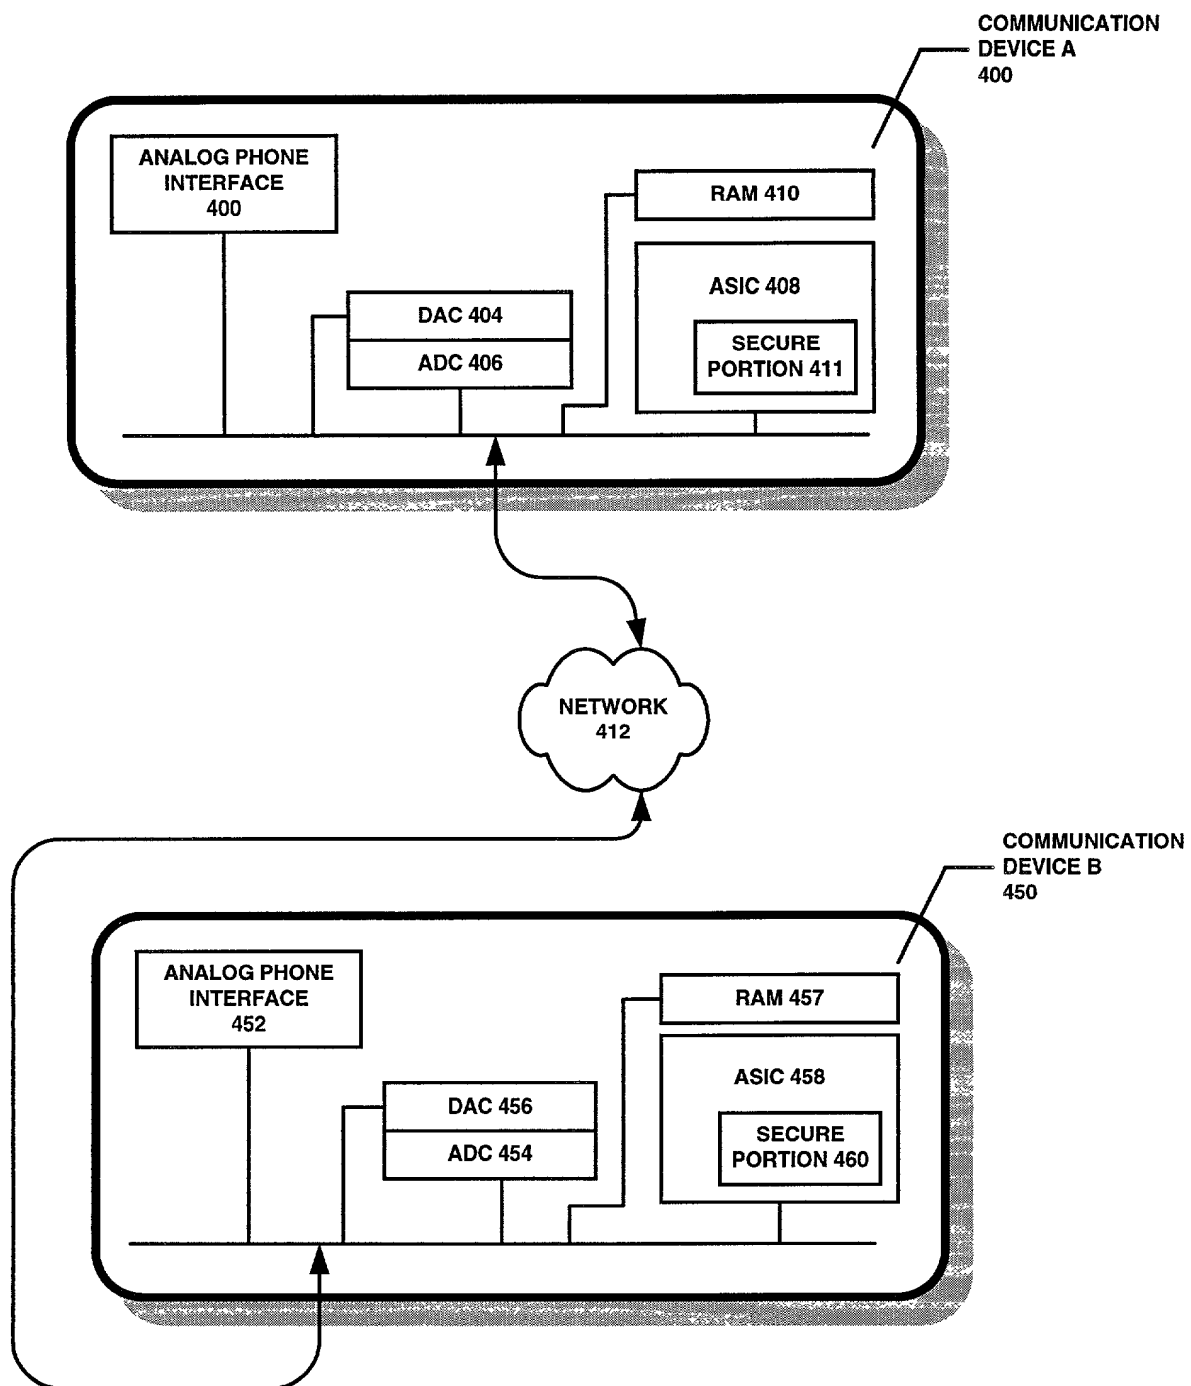 COMMUNICATION
DEVICE A
400
ANALOG PHONE
INTERFACE
400
RAM 410
ASIC 408
DAC 404
ADC 406
SECURE
PORTION 411
NETWORK
412
COMMUNICATION
DEVICE B
450
ANALOG PHONE
INTERFACE
452
RAM 457
ASIC 458
DAC 456
ADC 454
SECURE
PORTION 460